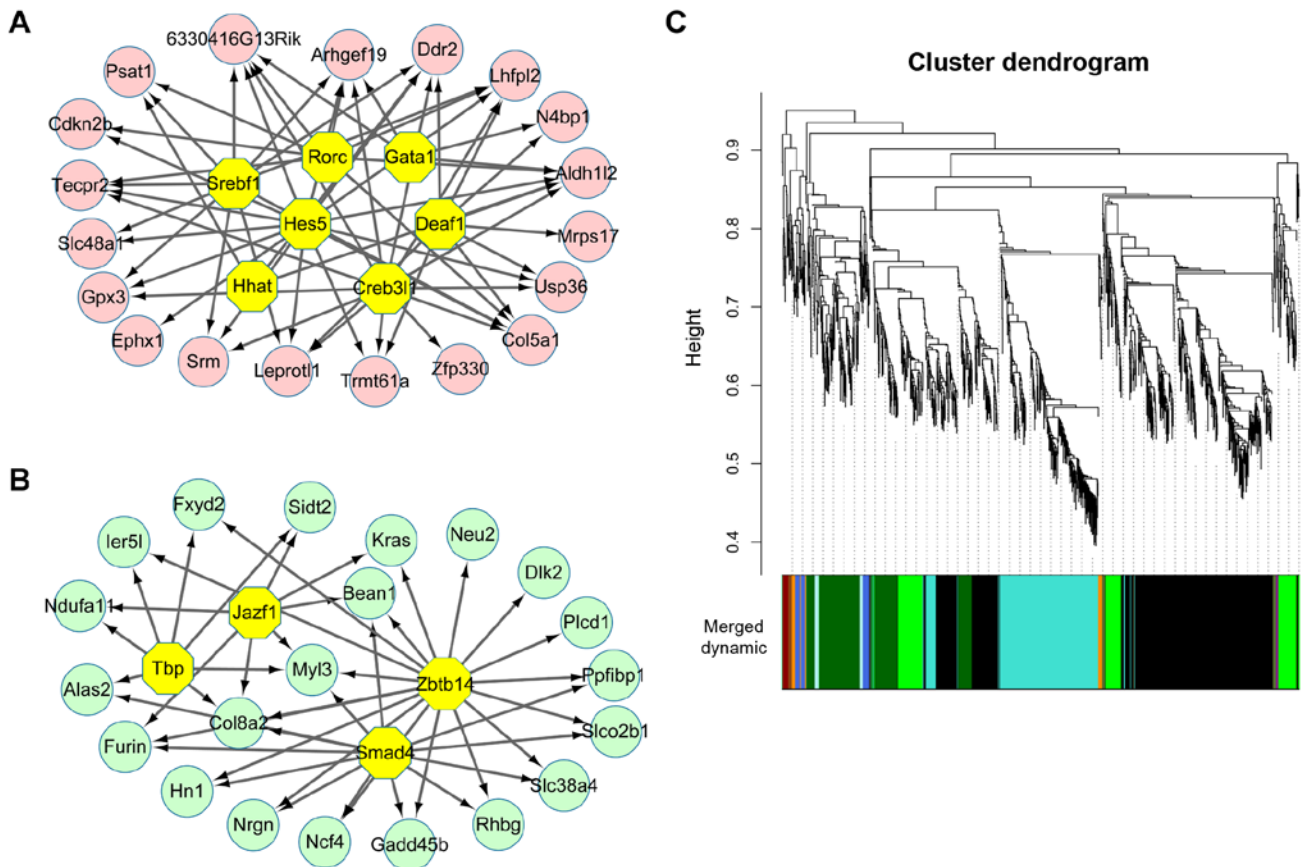 A
6330416G13Rik
Arhgef19
Ddr2
Psat1
Lhfpl2
Cdkn2b
N4bp1
Rorc
Gata1
Tecpr2
Srebf1
Aldh1l2
Hes5
Deaf1
Slc48a1
Mrps17
Gpx3
Hhat
Creb3l1
Usp36
Ephx1
Col5a1
Srm
Leprotl1
Trmt61a
Zfp330
B
Fxyd2
Sidt2
Ier5l
Kras
Neu2
Dlk2
Ndufa11
Jazf1
Bean1
Plcd1
Tbp
Myl3
Zbtb14
Ppfibp1
Alas2
Col8a2
Slco2b1
Furin
Smad4
Slc38a4
Hn1
Nrgn
Ncf4
Gadd45b
Rhbg
C
Cluster dendrogram
Height
0.9
0.8
0.7
0.6
0.5
0.4
Merged
dynamic